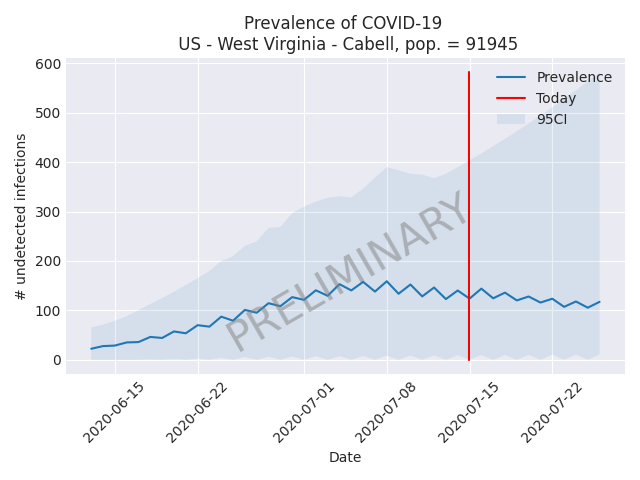 Prevalence of COVID-19
US - West Virginia - Cabell, pop. = 91945
600
500
400
300
200
100
0
# undetected infections
Prevalence
Today
95CI
PRELIMINARY
2020-06-15
2020-06-22
2020-07-01
2020-07-08
2020-07-15
2020-07-22
Date